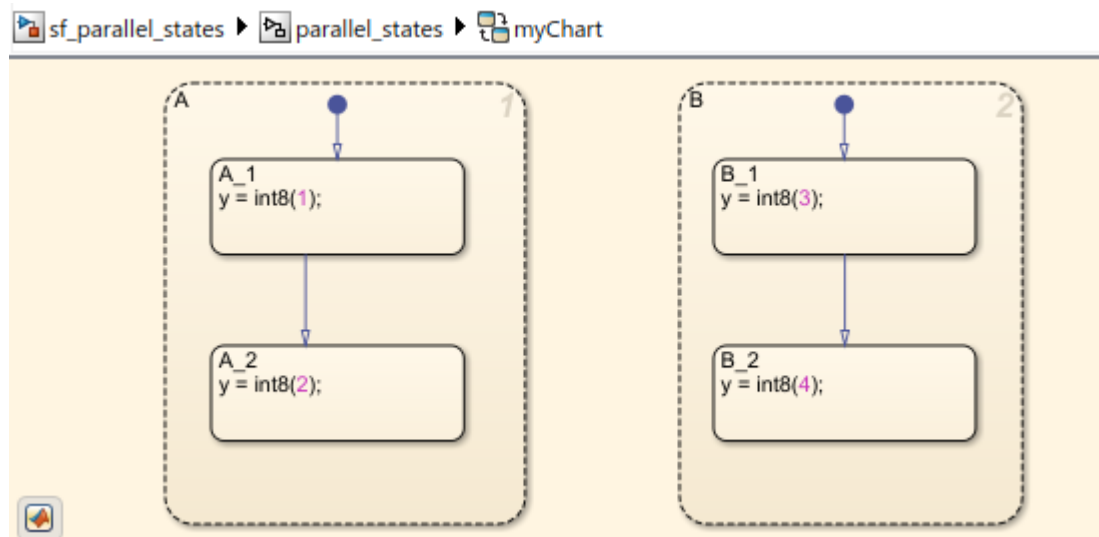 sf_parallel_states parallel_states myChart
A 1
A_1
y = int8(1);
A_2
y = int8(2);
B 2
B_1
y = int8(3);
B_2
y = int8(4);